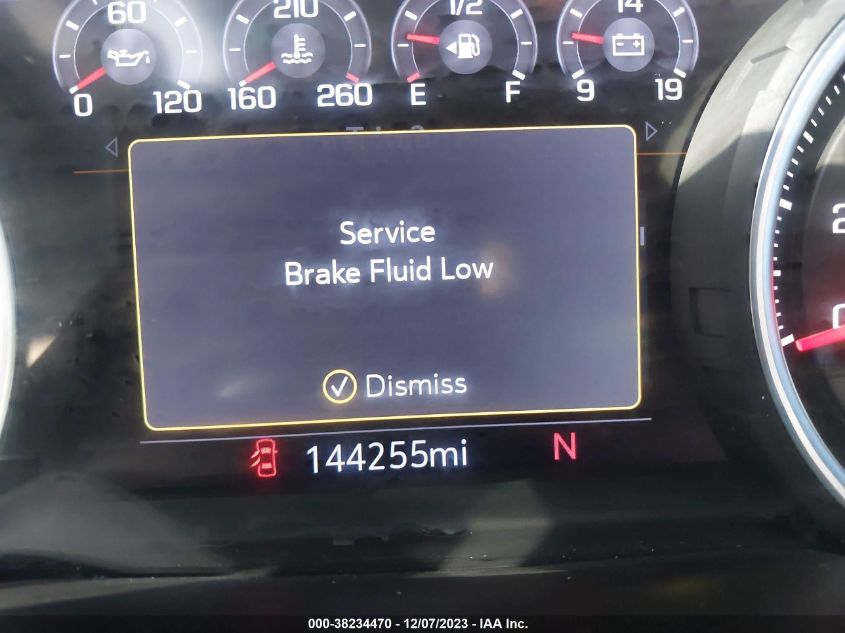 60 210 1/2 14
0 120 160 260 E F 9 19
Service
Brake Fluid Low
Dismiss
144255mi N
000-38234470 - 12/07/2023 - IAA Inc.